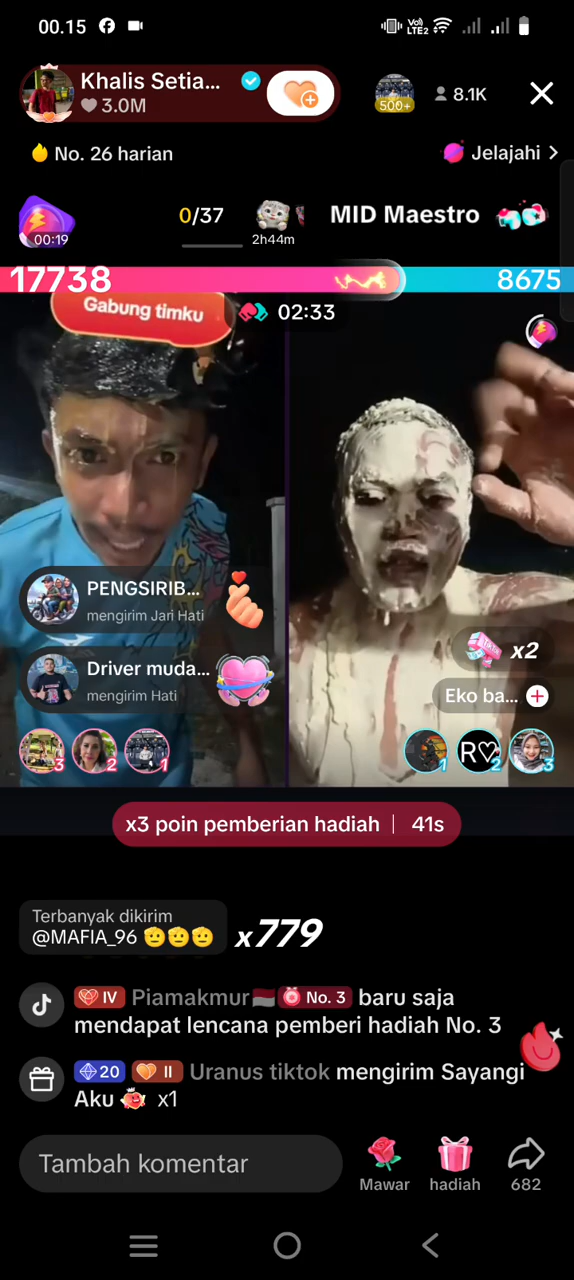 00.15
Vo))
LTE2
Khalis Setia...
3.0M
500+
8.1K
No. 26 harian
Jelajahi >
00:19
0/37
2h44m
MID Maestro
17738
8675
Gabung timku
02:33
PENGSIRIB...
mengirim Jari Hati
x2
Driver muda...
mengirim Hati
Eko ba...
3
2
1
1
R♡
2
3
x3 poin pemberian hadiah | 41s
Terbanyak dikirim
@MAFIA_96 🫡🫡🫡
x779
IV Piamakmur🇮🇩 No. 3 baru saja
mendapat lencana pemberi hadiah No. 3
20 II Uranus tiktok mengirim Sayangi
Aku x1
Tambah komentar
Mawar
hadiah
682